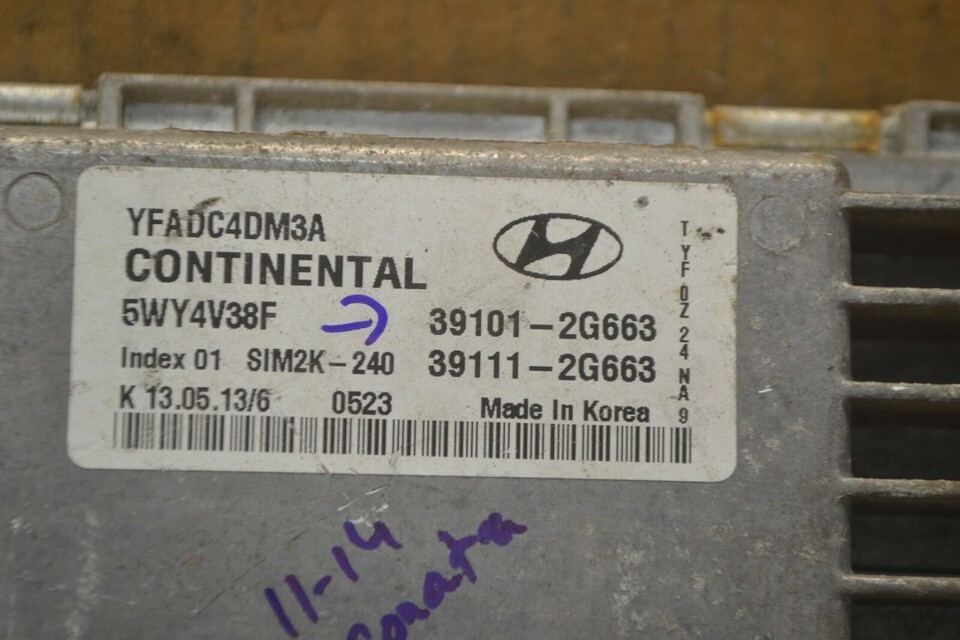 YFADC4DM3A
CONTINENTAL
5WY4V38F 39101-2G663
Index 01 SIM2K-240 39111-2G663
K 13.05.13/6 0523 Made In Korea
TYF0Z24NA9
11-14
Sonata